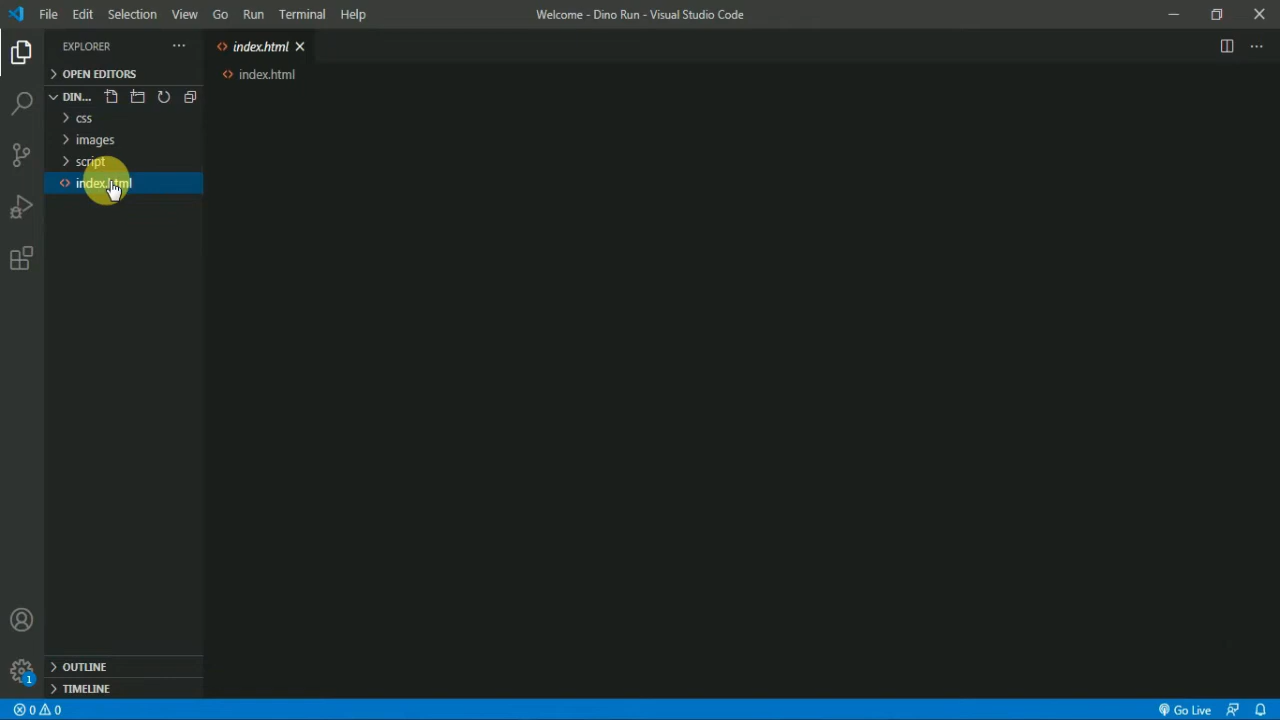 File Edit Selection View Go Run Terminal Help
Welcome - Dino Run - Visual Studio Code
EXPLORER
index.html
OPEN EDITORS
index.html
DIN...
css
images
script
index.html
OUTLINE
TIMELINE
1
0 0
Go Live